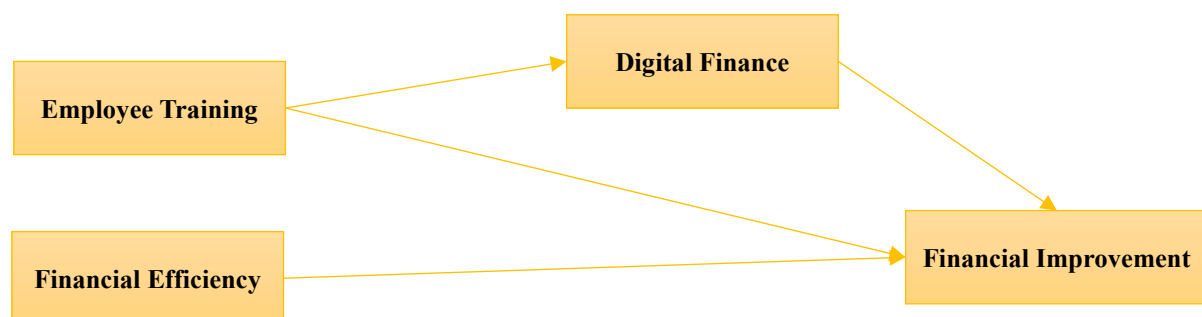 Digital Finance
Employee Training
Financial Improvement
Financial Efficiency